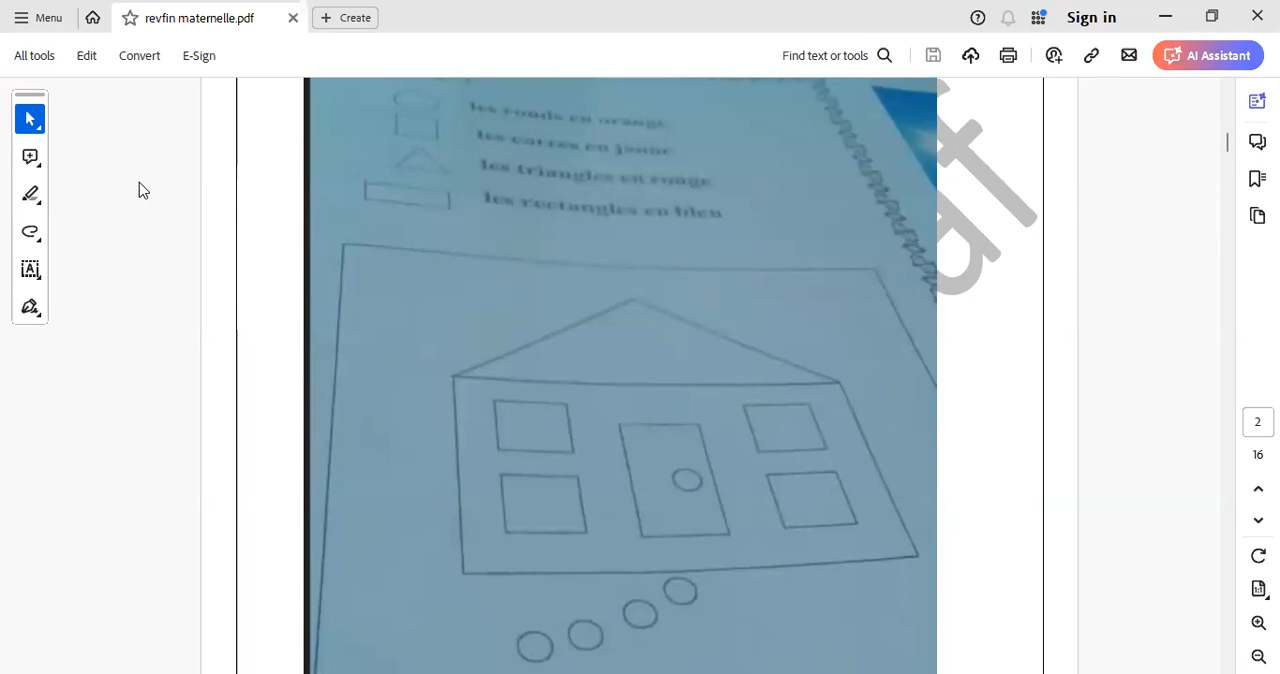 Menu
revfin maternelle.pdf
Create
Sign in
All tools
Edit
Convert
E-Sign
Find text or tools
AI Assistant
les ronds en orange
les carrés en jaune
les triangles en rouge
les rectangles en bleu
2
16